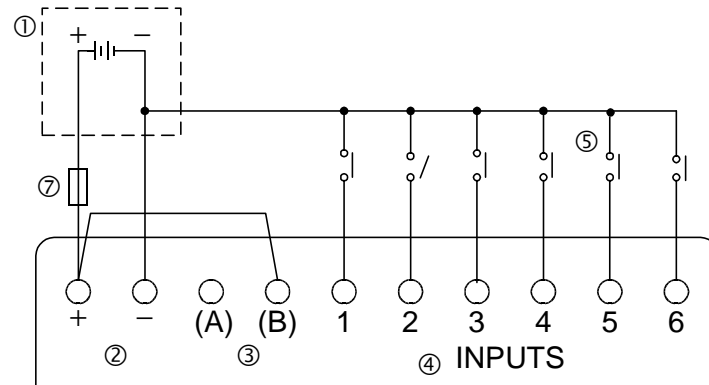 ①
+ −
⑤
⑦
+ − (A) (B) 1 2 3 4 5 6
② ③ ④ INPUTS